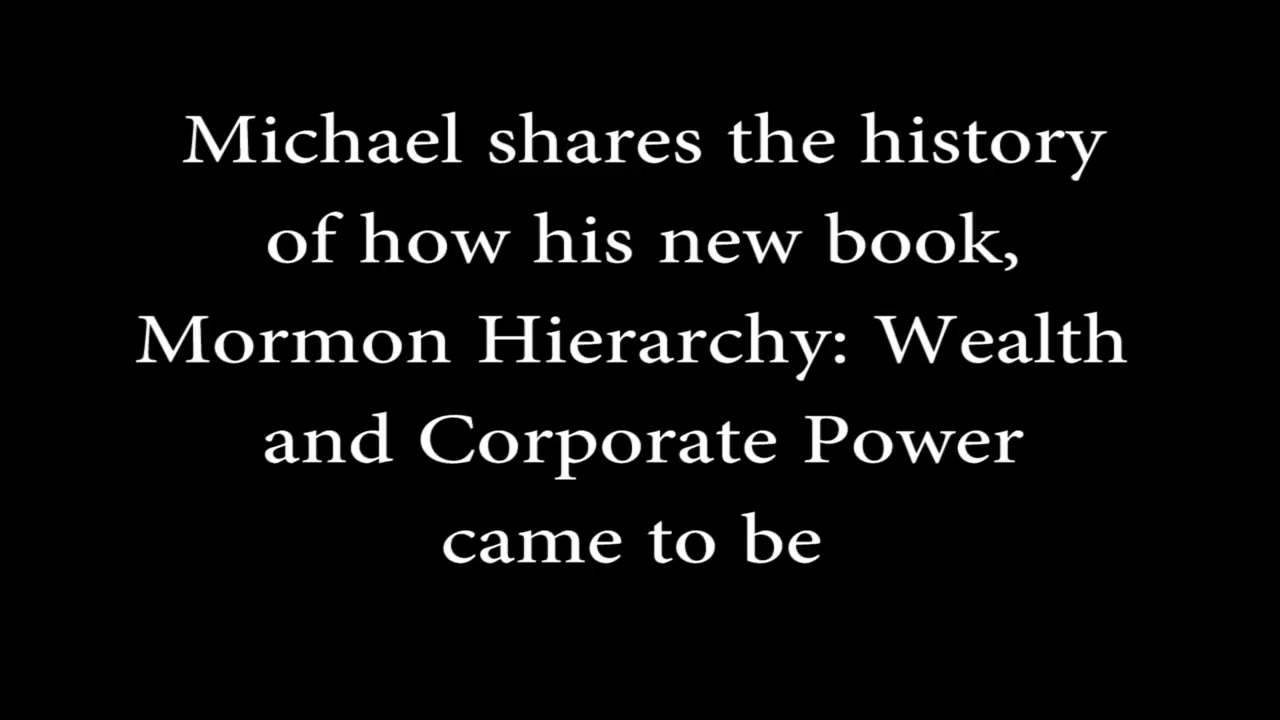 Michael shares the history
of how his new book,
Mormon Hierarchy: Wealth
and Corporate Power
came to be